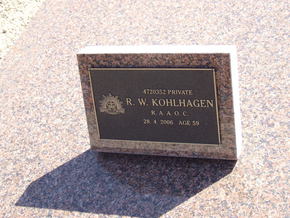 4720352 PRIVATE
R. W. KOHLHAGEN
R. A. A. O. C.
28. 4. 2006 AGE 59